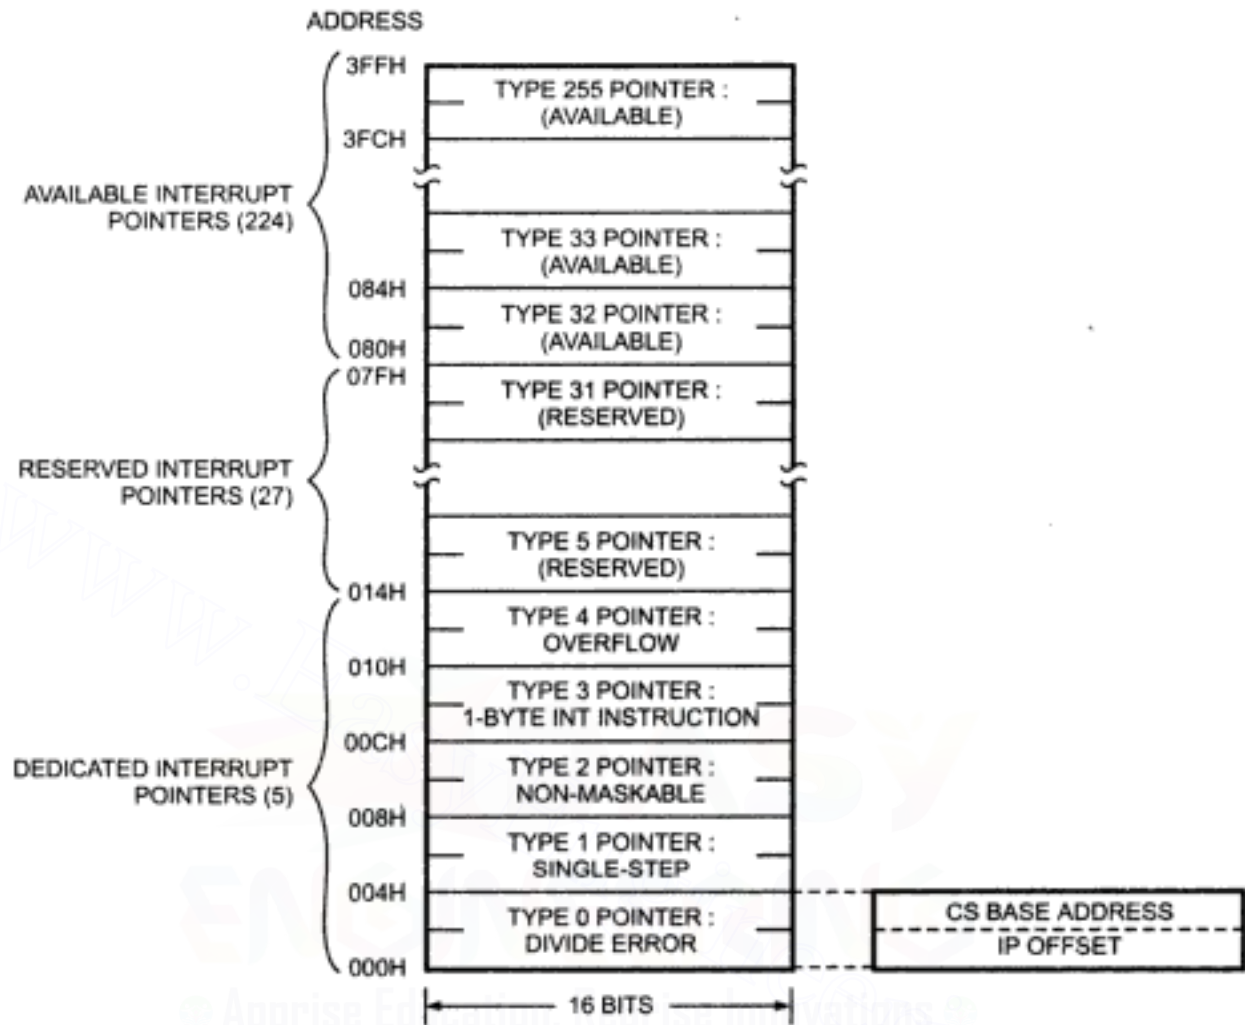 ADDRESS
3FFH
TYPE 255 POINTER :
(AVAILABLE)
3FCH
AVAILABLE INTERRUPT
POINTERS (224)
TYPE 33 POINTER :
(AVAILABLE)
084H
TYPE 32 POINTER :
(AVAILABLE)
080H
07FH
TYPE 31 POINTER :
(RESERVED)
RESERVED INTERRUPT
POINTERS (27)
TYPE 5 POINTER :
(RESERVED)
014H
TYPE 4 POINTER :
OVERFLOW
010H
TYPE 3 POINTER :
1-BYTE INT INSTRUCTION
00CH
DEDICATED INTERRUPT
POINTERS (5)
TYPE 2 POINTER :
NON-MASKABLE
008H
TYPE 1 POINTER :
SINGLE-STEP
004H
TYPE 0 POINTER :
DIVIDE ERROR
CS BASE ADDRESS
IP OFFSET
000H
16 BITS